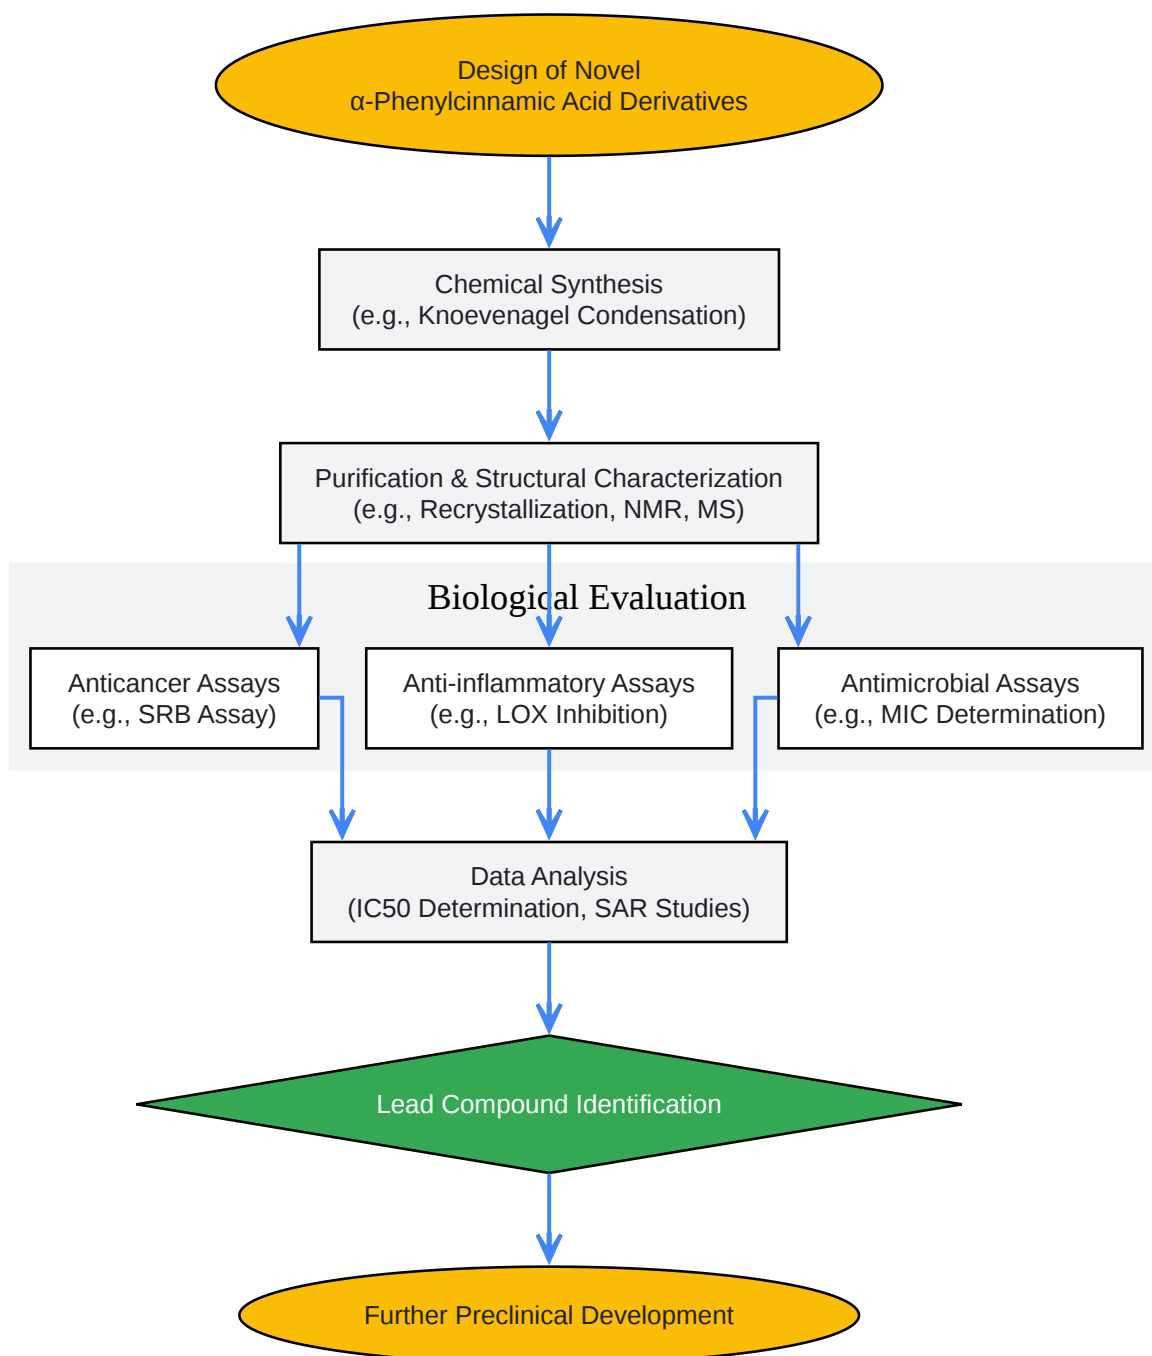 Design of Novel
α-Phenylcinnamic Acid Derivatives
Chemical Synthesis
(e.g., Knoevenagel Condensation)
Purification & Structural Characterization
(e.g., Recrystallization, NMR, MS)
Biological Evaluation
Anticancer Assays
(e.g., SRB Assay)
Anti-inflammatory Assays
(e.g., LOX Inhibition)
Antimicrobial Assays
(e.g., MIC Determination)
Data Analysis
(IC50 Determination, SAR Studies)
Lead Compound Identification
Further Preclinical Development